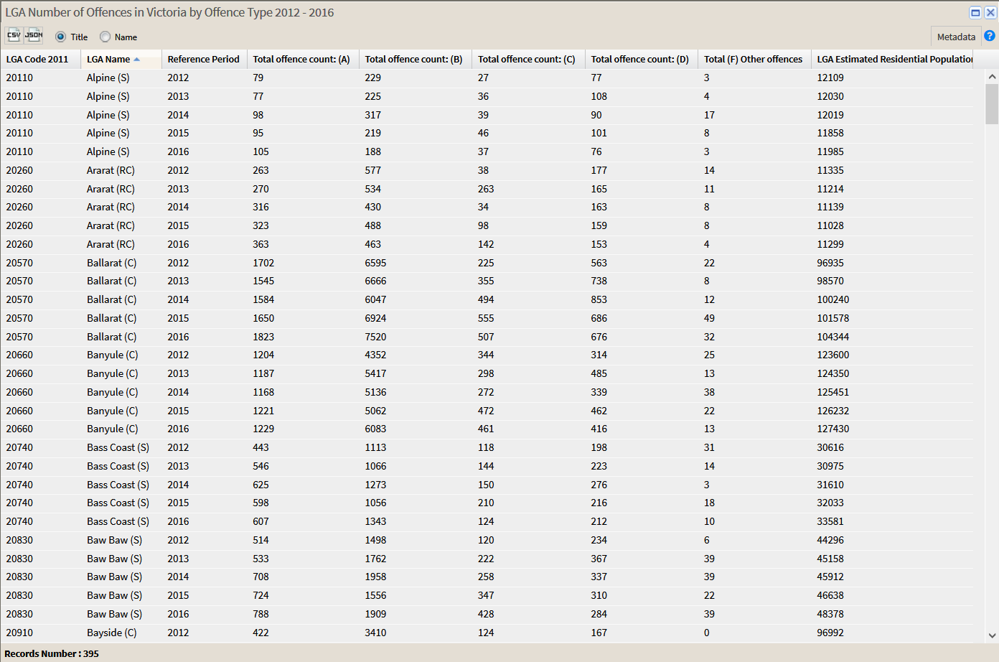 LGA Number of Offences in Victoria by Offence Type 2012 - 2016
CSV JSON Title Name Metadata ?
LGA Code 2011 LGA Name Reference Period Total offence count: (A) Total offence count: (B) Total offence count: (C) Total offence count: (D) Total (F) Other offences LGA Estimated Residential Population
20110 Alpine (S) 2012 79 229 27 77 3 12109
20110 Alpine (S) 2013 77 225 36 108 4 12030
20110 Alpine (S) 2014 98 317 39 90 17 12019
20110 Alpine (S) 2015 95 219 46 101 8 11858
20110 Alpine (S) 2016 105 188 37 76 3 11985
20260 Ararat (RC) 2012 263 577 38 177 14 11335
20260 Ararat (RC) 2013 270 534 263 165 11 11214
20260 Ararat (RC) 2014 316 430 34 163 8 11139
20260 Ararat (RC) 2015 323 488 98 159 8 11028
20260 Ararat (RC) 2016 363 463 142 153 4 11299
20570 Ballarat (C) 2012 1702 6595 225 563 22 96935
20570 Ballarat (C) 2013 1545 6666 355 738 8 98570
20570 Ballarat (C) 2014 1584 6047 494 853 12 100240
20570 Ballarat (C) 2015 1650 6924 555 686 49 101578
20570 Ballarat (C) 2016 1823 7520 507 676 32 104344
20660 Banyule (C) 2012 1204 4352 344 314 25 123600
20660 Banyule (C) 2013 1187 5417 298 485 13 124350
20660 Banyule (C) 2014 1168 5136 272 339 38 125451
20660 Banyule (C) 2015 1221 5062 472 462 22 126232
20660 Banyule (C) 2016 1229 6083 461 416 13 127430
20740 Bass Coast (S) 2012 443 1113 118 198 31 30616
20740 Bass Coast (S) 2013 546 1066 144 223 14 30975
20740 Bass Coast (S) 2014 625 1273 150 276 3 31610
20740 Bass Coast (S) 2015 598 1056 210 216 18 32033
20740 Bass Coast (S) 2016 607 1343 124 212 10 33581
20830 Baw Baw (S) 2012 514 1498 120 234 6 44296
20830 Baw Baw (S) 2013 533 1762 222 367 39 45158
20830 Baw Baw (S) 2014 708 1958 258 337 39 45912
20830 Baw Baw (S) 2015 724 1556 347 310 22 46638
20830 Baw Baw (S) 2016 788 1909 428 284 39 48378
20910 Bayside (C) 2012 422 3410 124 167 0 96992
Records Number : 395